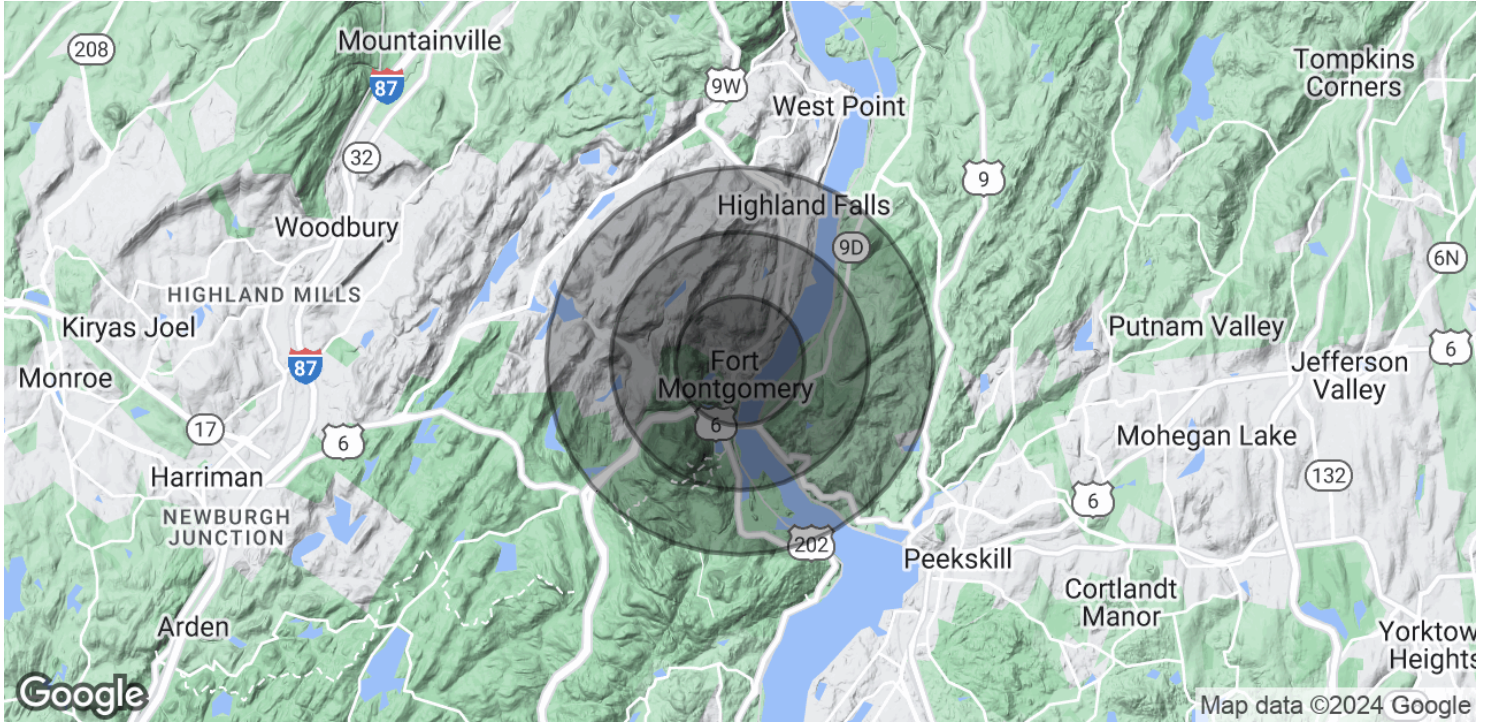 208
Mountainville
87
9W
West Point
Tompkins
Corners
32
9
Highland Falls
Woodbury
9D
6N
HIGHLAND MILLS
Kiryas Joel
Putnam Valley
6
87
Fort
Montgomery
Jefferson
Valley
Monroe
17
6
6
Mohegan Lake
132
Harriman
6
NEWBURGH
JUNCTION
202
Peekskill
Cortlandt
Manor
Arden
Yorktow
Heights
Google
Map data ©2024 Google